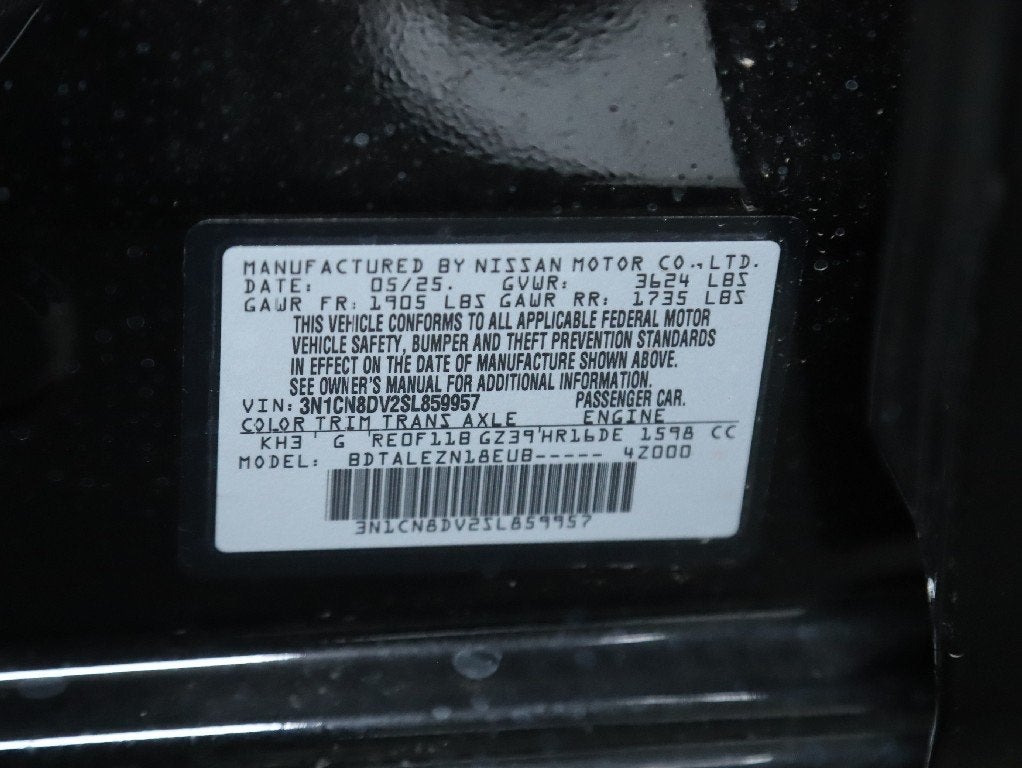 MANUFACTURED BY NISSAN MOTOR CO.,LTD.
DATE: 05/25. GVWR: 3624 LBS
GAWR FR: 1905 LBS GAWR RR: 1735 LBS
THIS VEHICLE CONFORMS TO ALL APPLICABLE FEDERAL MOTOR
VEHICLE SAFETY, BUMPER AND THEFT PREVENTION STANDARDS
IN EFFECT ON THE DATE OF MANUFACTURE SHOWN ABOVE.
SEE OWNER'S MANUAL FOR ADDITIONAL INFORMATION.
VIN: 3N1CN8DV2SL859957 PASSENGER CAR.
COLOR TRIM TRANS AXLE ENGINE
KH3 ' G ' RE0F11B GZ39'HR16DE 1598 CC
MODEL: BDTALEZN18EUB----- 4Z000
3N1CN8DV2SL859957